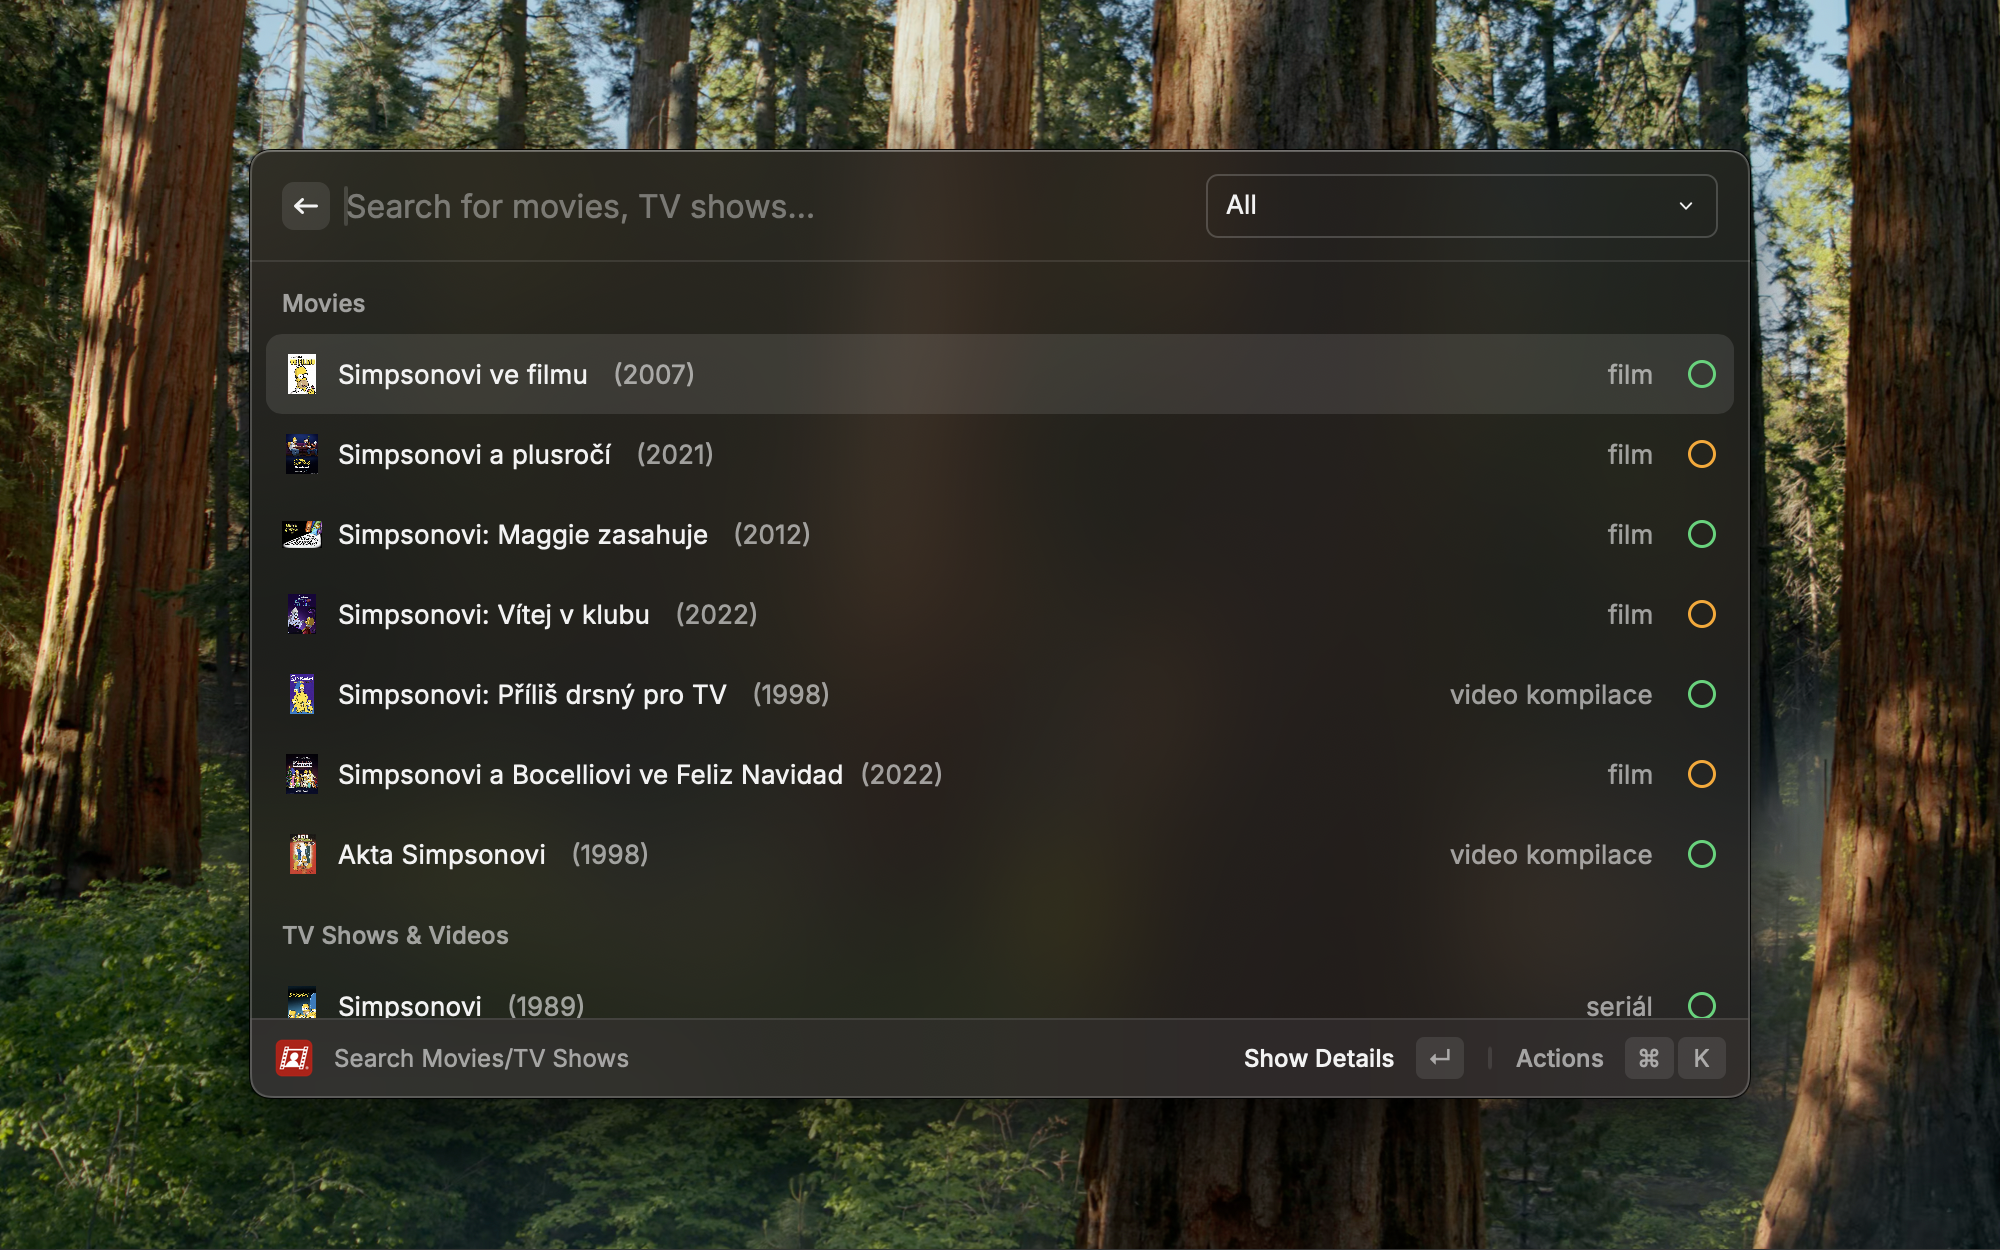 Search for movies, TV shows...
All
Movies
Simpsonovi ve filmu (2007) film
Simpsonovi a plusročí (2021) film
Simpsonovi: Maggie zasahuje (2012) film
Simpsonovi: Vítej v klubu (2022) film
Simpsonovi: Příliš drsný pro TV (1998) video kompilace
Simpsonovi a Bocelliovi ve Feliz Navidad (2022) film
Akta Simpsonovi (1998) video kompilace
TV Shows & Videos
Simpsonovi (1989) seriál
Search Movies/TV Shows
Show Details ↵ | Actions ⌘ K